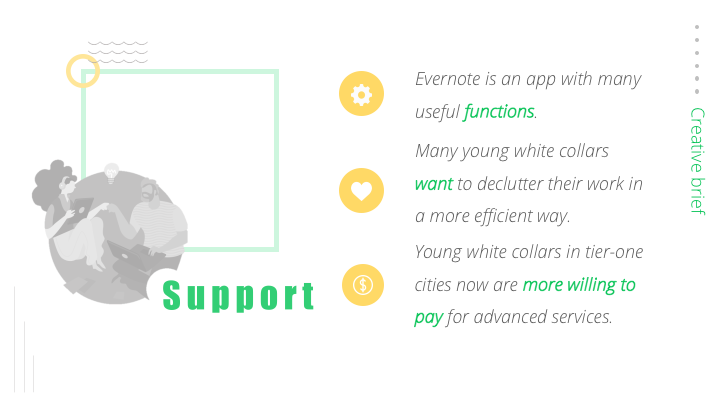 Evernote is an app with many
useful functions.
Many young white collars
want to declutter their work in
a more efficient way.
Young white collars in tier-one
cities now are more willing to
pay for advanced services.
Support
Creative brief